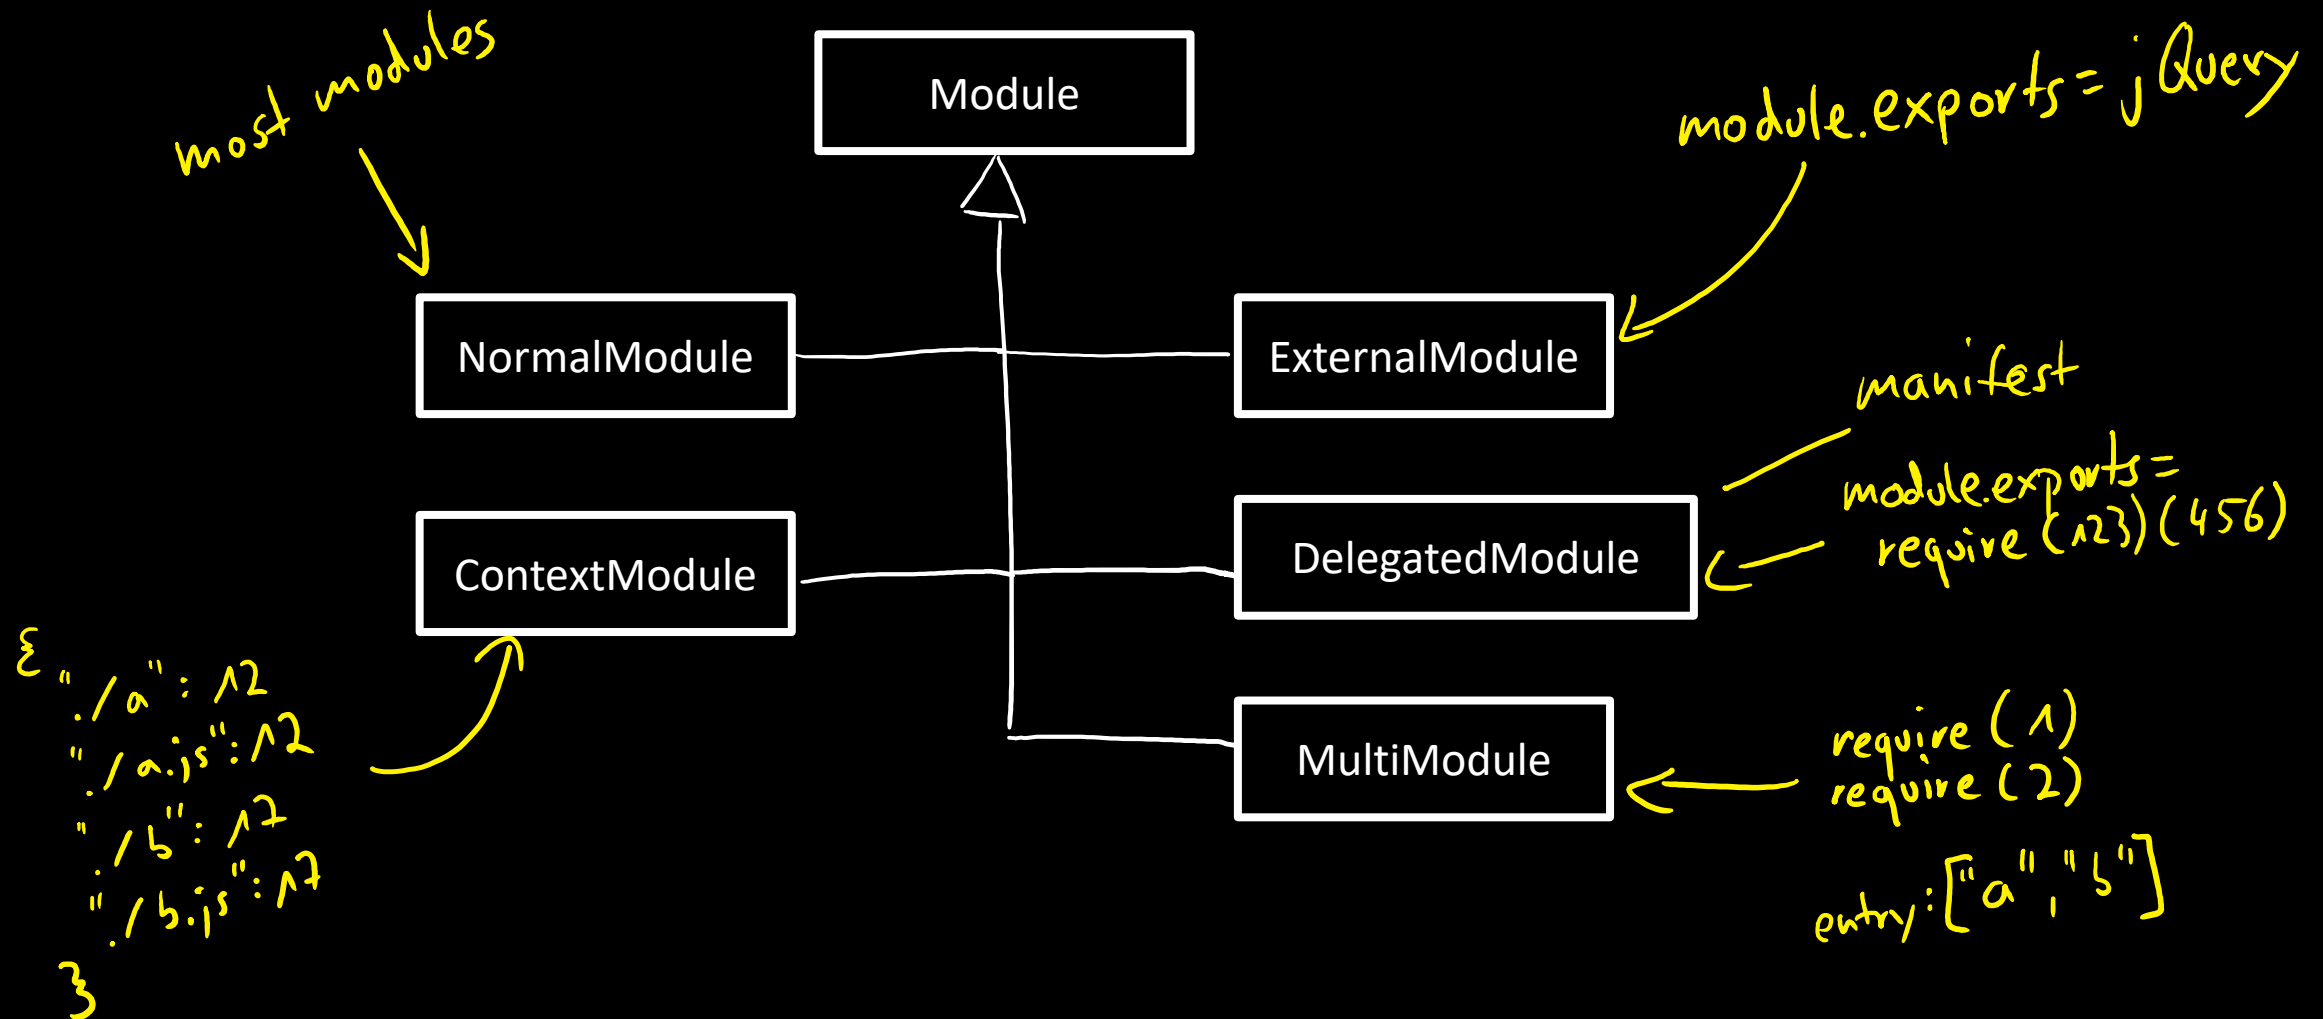 most modules
Module
module.exports = jQuery
NormalModule
ExternalModule
manifest
module.exports =
require (123)(456)
ContextModule
DelegatedModule
{
"./a": 12
"./a.js": 12
"./b": 17
"./b.js": 17
}
MultiModule
require (1)
require (2)
entry: ["a", "b"]